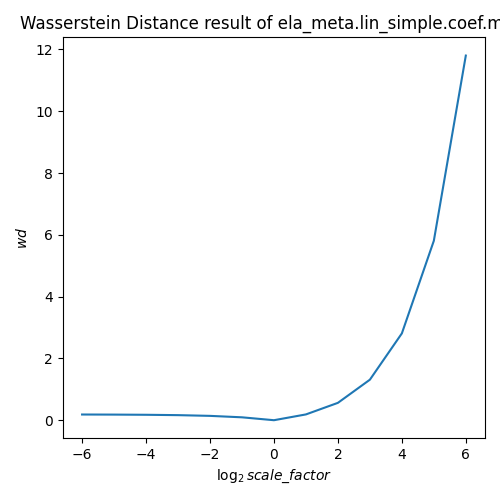 Wasserstein Distance result of ela_meta.lin_simple.coef.m
12
10
8
6
4
2
0
wd
−6 −4 −2 0 2 4 6
log₂ scale_factor